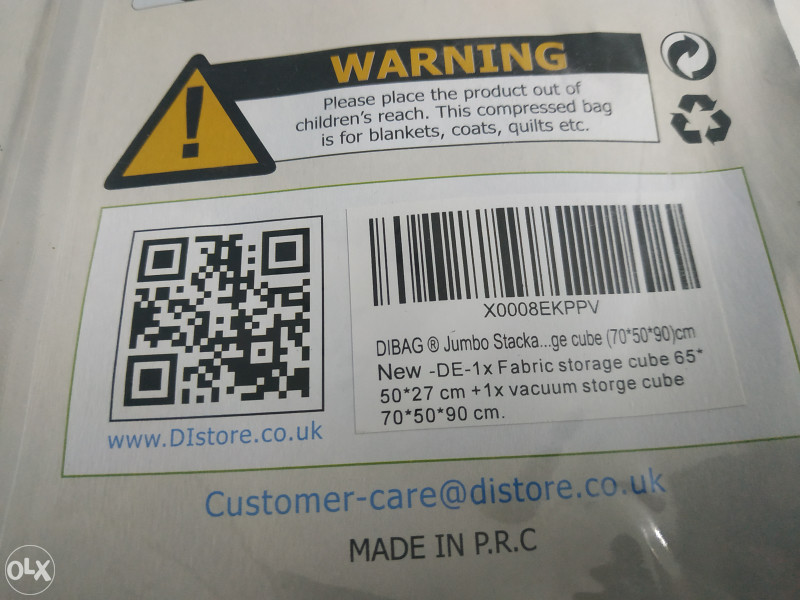 WARNING
Please place the product out of
children's reach. This compressed bag
is for blankets, coats, quilts etc.
X0008EKPPV
DIBAG ® Jumbo Stacka...ge cube (70*50*90)cm
New -DE-1x Fabric storage cube 65*
50*27 cm +1x vacuum storge cube
70*50*90 cm.
www.DIstore.co.uk
Customer-care@distore.co.uk
MADE IN P.R.C
OLX